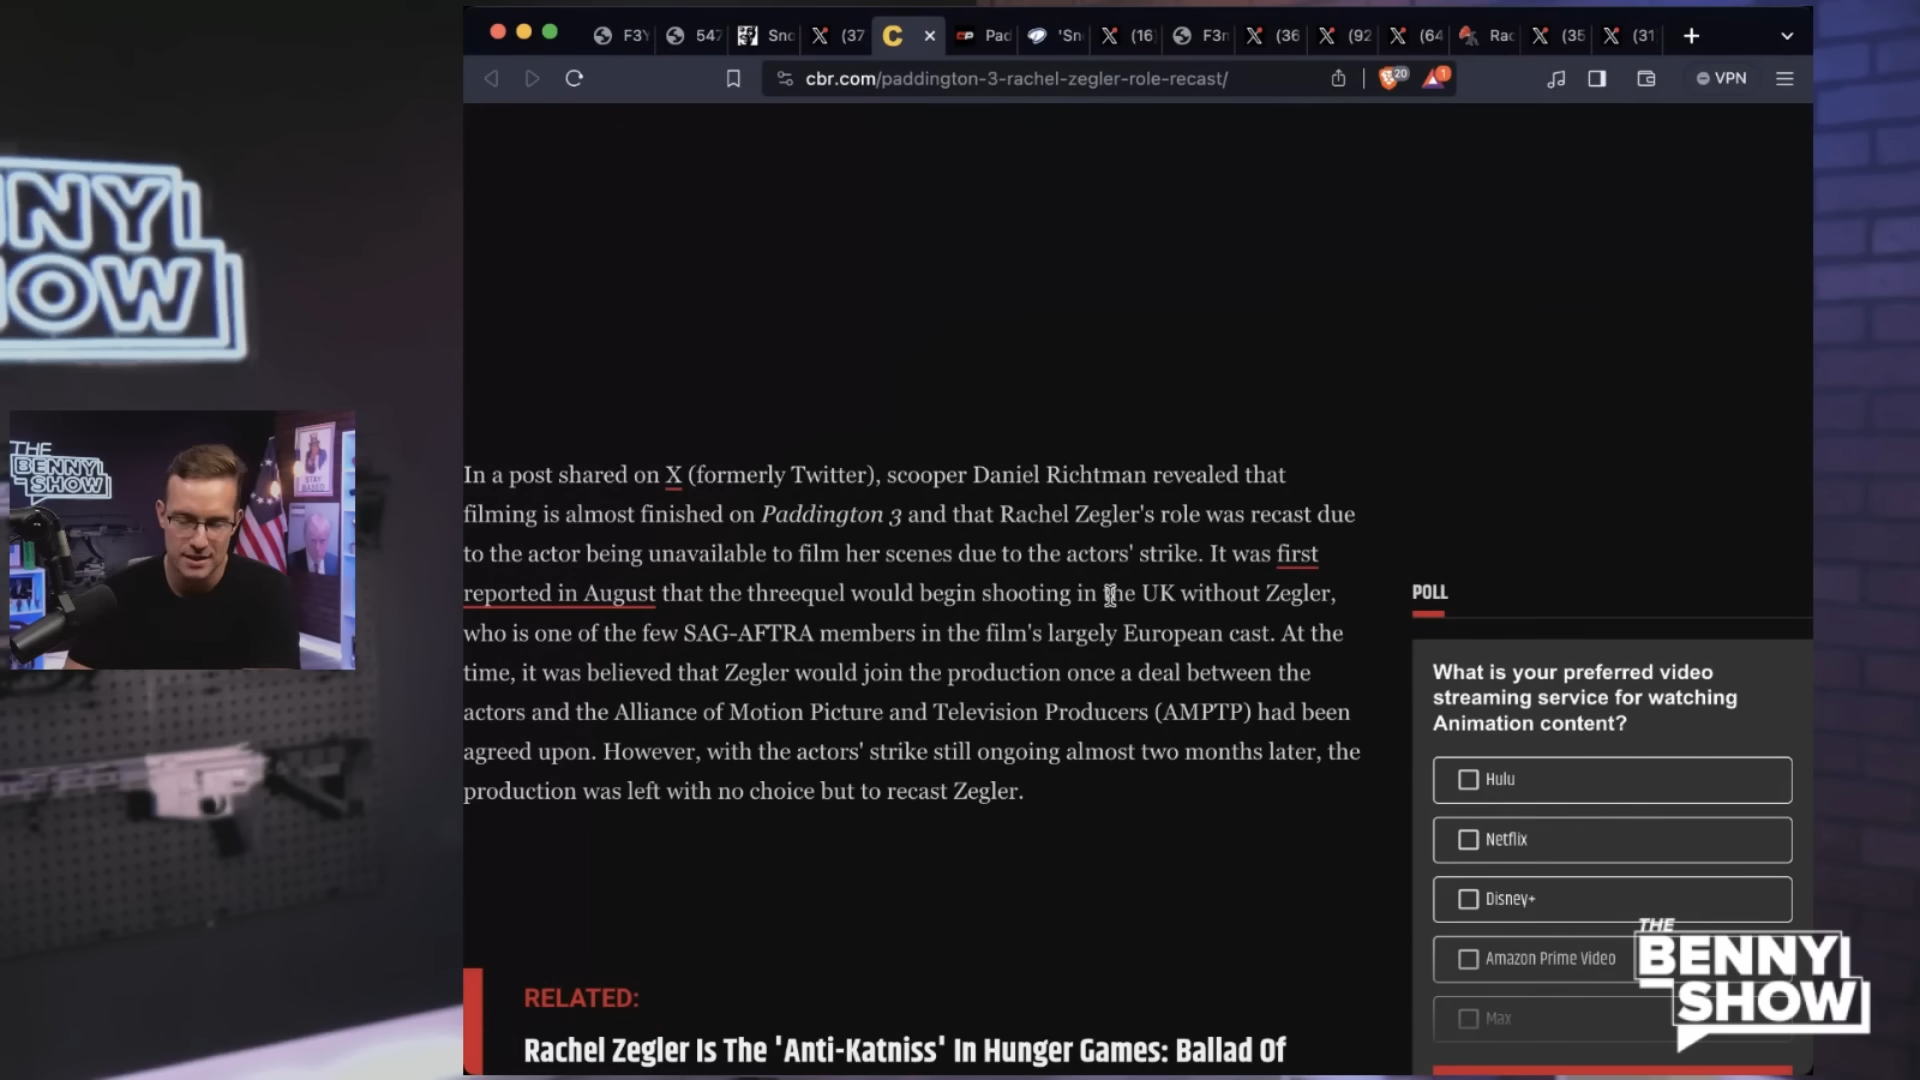 F3Y
547
Sno
(37
Pad
'Sn
(16
F3n
(36
(92
(64
Rac
(35
(31
cbr.com/paddington-3-rachel-zegler-role-recast/
20
1
VPN
NNY
HOW
THE
BENNY
SHOW
STAY
BASED
In a post shared on X (formerly Twitter), scooper Daniel Richtman revealed that
filming is almost finished on Paddington 3 and that Rachel Zegler's role was recast due
to the actor being unavailable to film her scenes due to the actors' strike. It was first
reported in August that the threequel would begin shooting in the UK without Zegler,
who is one of the few SAG-AFTRA members in the film's largely European cast. At the
time, it was believed that Zegler would join the production once a deal between the
actors and the Alliance of Motion Picture and Television Producers (AMPTP) had been
agreed upon. However, with the actors' strike still ongoing almost two months later, the
production was left with no choice but to recast Zegler.
RELATED:
Rachel Zegler Is The 'Anti-Katniss' In Hunger Games: Ballad Of
POLL
What is your preferred video
streaming service for watching
Animation content?
Hulu
Netflix
Disney+
Amazon Prime Video
Max
THE
BENNY
SHOW